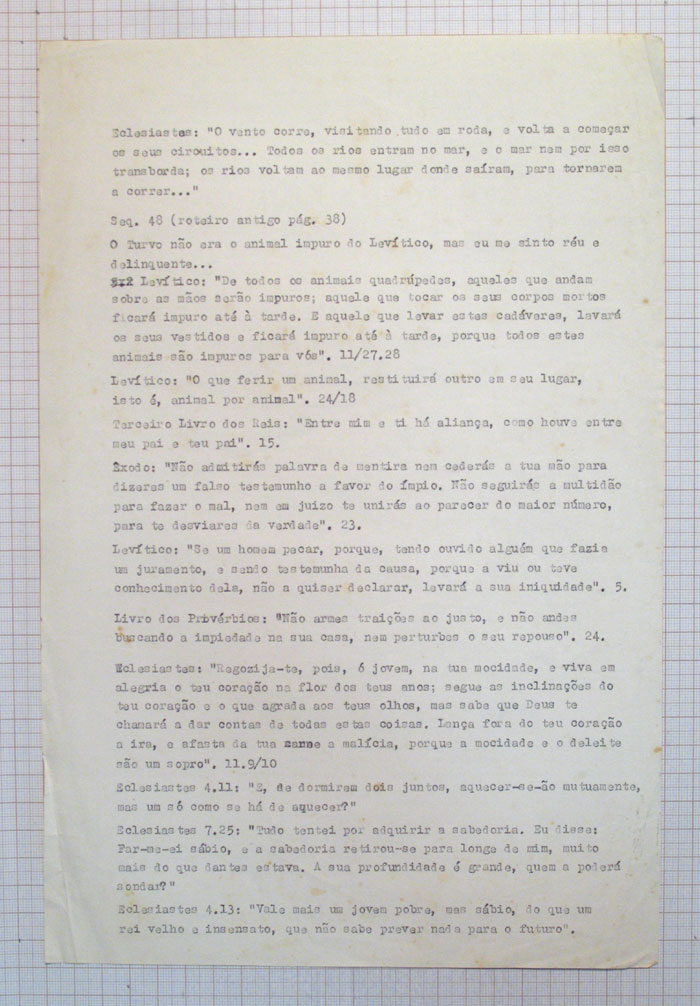 Eclesiastes: "O vento corre, visitando tudo em roda, e volta a começar
os seus circuitos... Todos os rios entram no mar, e o mar nem por isso
transborda; os rios voltam ao mesmo lugar donde saíram, para tornarem
a correr..."
Seq. 48 (roteiro antigo pág. 38)
O Turvo não era o animal impuro do Levítico, mas eu me sinto réu e
delinquente...
Levítico: "De todos os animais quadrúpedes, aqueles que andam
sobre as mãos serão impuros; aquele que tocar os seus corpos mortos
ficará impuro até à tarde. E aquele que levar estes cadáveres, lavará
os seus vestidos e ficará impuro até à tarde, porque todos estes
animais são impuros para vós". 11/27.28
Levítico: "O que ferir um animal, restituirá outro em seu lugar,
isto é, animal por animal". 24/18
Terceiro Livro dos Reis: "Entre mim e ti há aliança, como houve entre
meu pai e teu pai". 15.
Êxodo: "Não admitirás palavra de mentira nem cederás a tua mão para
dizeres um falso testemunho a favor do ímpio. Não seguirás a multidão
para fazer o mal, nem em juizo te unirás ao parecer do maior número,
para te desviares da verdade". 23.
Levítico: "Se um homem pecar, porque, tendo ouvido alguém que fazia
um juramento, e sendo testemunha da causa, porque a viu ou teve
conhecimento dela, não a quiser declarar, levará a sua iniquidade". 5.
Livro dos Privérbios: "Não armes traições ao justo, e não andes
buscando a impiedade na sua casa, nem perturbes o seu repouso". 24.
Eclesiastes: "Regozija-te, pois, ó jovem, na tua mocidade, e viva em
alegria o teu coração na flor dos teus anos; segue as inclinações do
teu coração e o que agrada aos teus olhos, mas sabe que Deus te
chamará a dar contas de todas estas coisas. Lança fora do teu coração
a ira, e afasta da tua carne a malícia, porque a mocidade e o deleite
são um sopro". 11.9/10
Eclesiastes 4.11: "E, de dormirem dois juntos, aquecer-se-ão mutuamente,
mas um só como se há de aquecer?"
Eclesiastes 7.25: "Tudo tentei por adquirir a sabedoria. Eu disse:
Far-me-ei sábio, e a sabedoria retirou-se para longe de mim, muito
mais do que dantes estava. A sua profundidade é grande, quem a poderá
sondar?"
Eclesiastes 4.13: "Vale mais um jovem pobre, mas sábio, do que um
rei velho e insensato, que não sabe prever nada para o futuro".